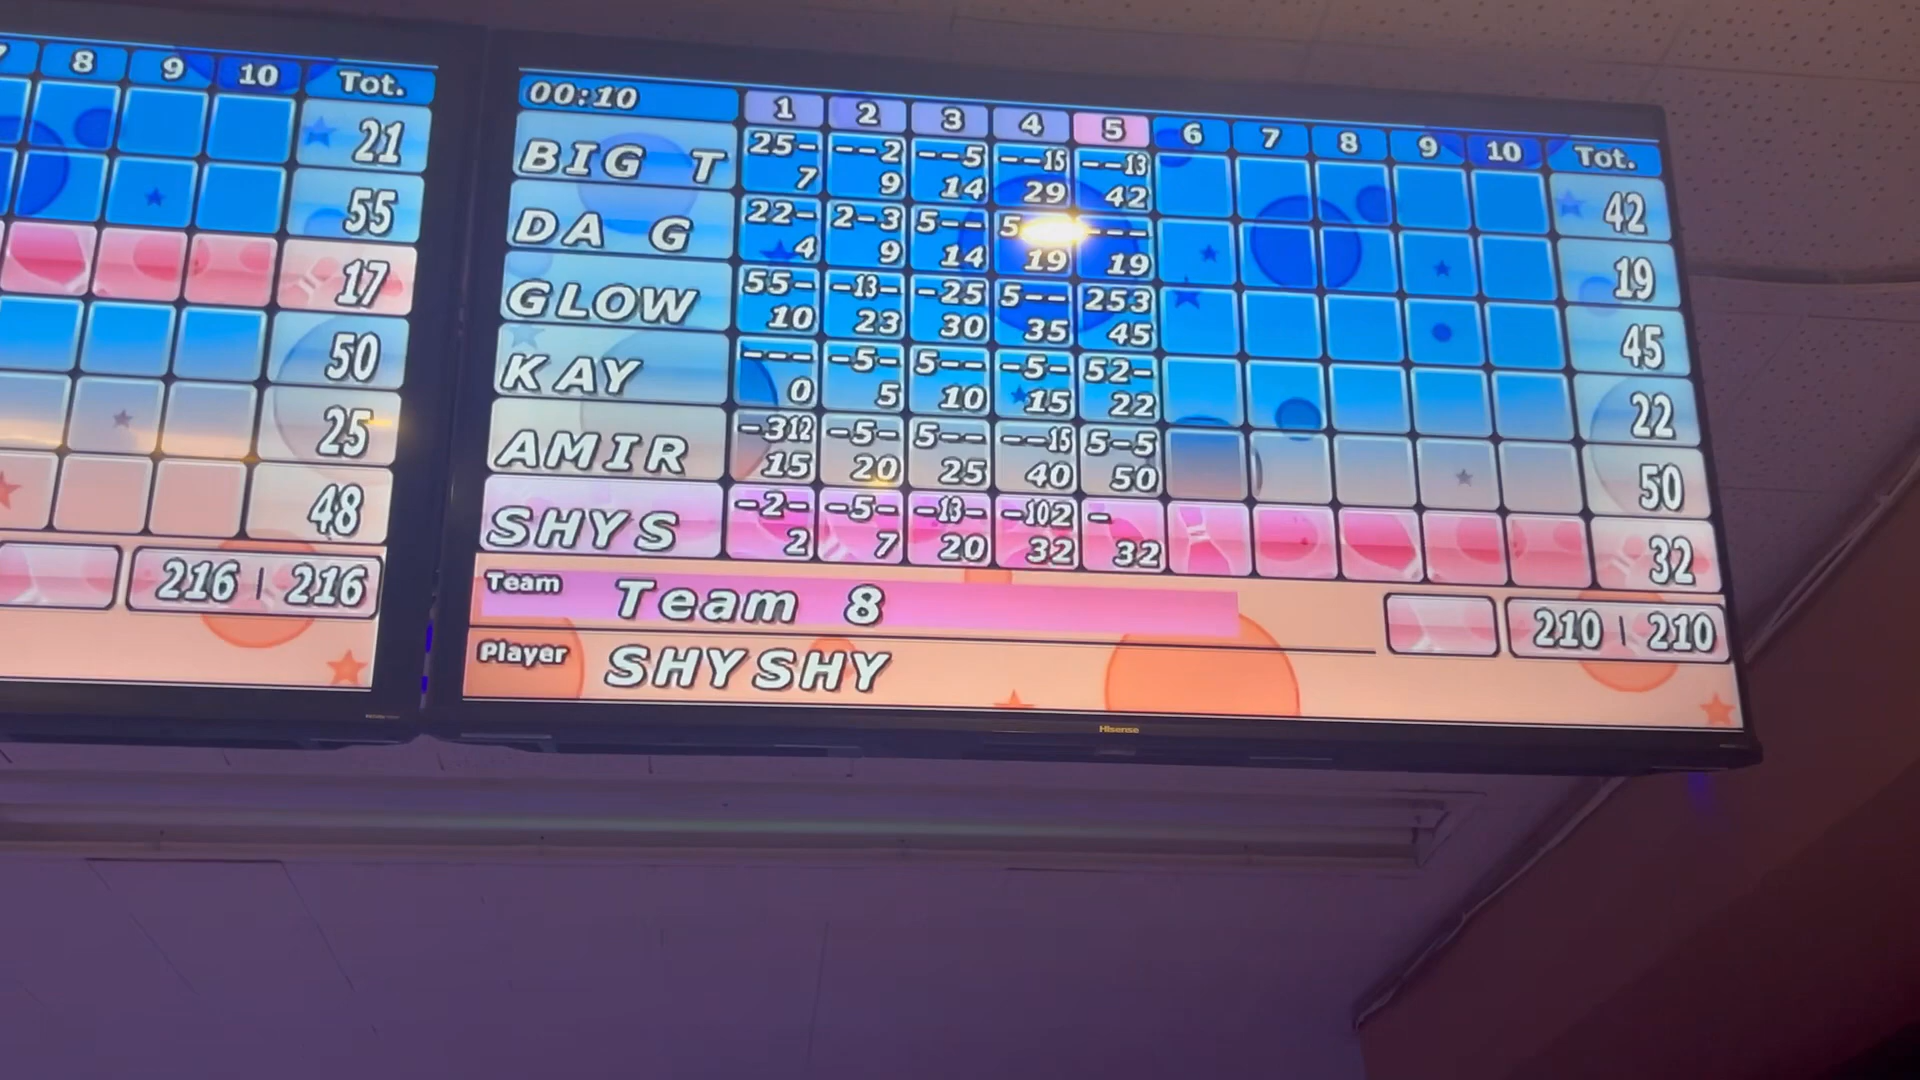 8 9 10 Tot.
21
55
17
50
25
48
216 | 216
00:10 1 2 3 4 5 6 7 8 9 10 Tot.
BIG T 25- --2 --5 --15 --13
7 9 14 29 42 42
DA G 22- 2-3 5-- 5 ---
4 9 14 19 19 19
GLOW 55- -13- -25 5-- 253
10 23 30 35 45 45
KAY --- -5- 5-- -5- 52-
0 5 10 15 22 22
AMIR -312 -5- 5-- --15 5-5
15 20 25 40 50 50
SHYS -2- -5- -13- -102 -
2 7 20 32 32 32
Team Team 8
210 | 210
Player SHYSHY
Hisense